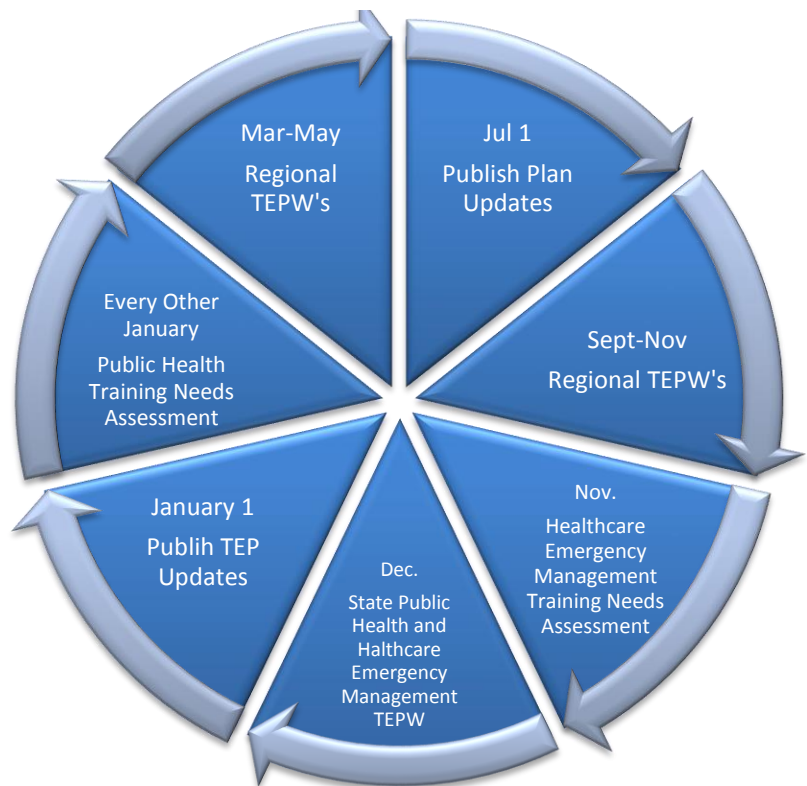 Jul 1
Publish Plan
Updates
Sept-Nov
Regional TEPW's
Nov.
Healthcare
Emergency
Management
Training Needs
Assessment
Dec.
State Public
Health and
Halthcare
Emergency
Management
TEPW
January 1
Publih TEP
Updates
Every Other
January
Public Health
Training Needs
Assessment
Mar-May
Regional
TEPW's